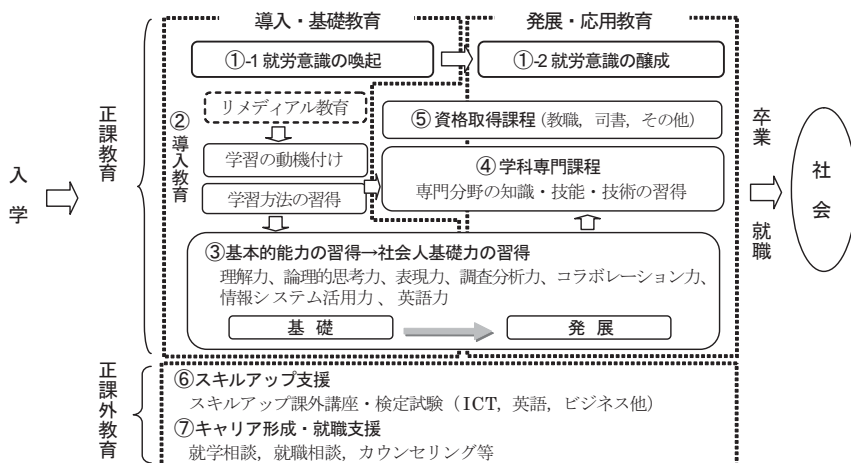 導入・基礎教育
発展・応用教育
①-1 就労意識の喚起
①-2 就労意識の醸成
入学
正課教育
②導入教育
リメディアル教育
学習の動機付け
学習方法の習得
⑤資格取得課程(教職, 司書, その他)
④学科専門課程
専門分野の知識・技能・技術の習得
③基本的能力の習得→社会人基礎力の習得
理解力、論理的思考力、表現力、調査分析力、コラボレーション力、
情報システム活用力、英語力
基 礎
発 展
卒業
就職
社会
正課外教育
⑥スキルアップ支援
スキルアップ課外講座・検定試験(ICT, 英語, ビジネス他)
⑦キャリア形成・就職支援
就学相談, 就職相談, カウンセリング等